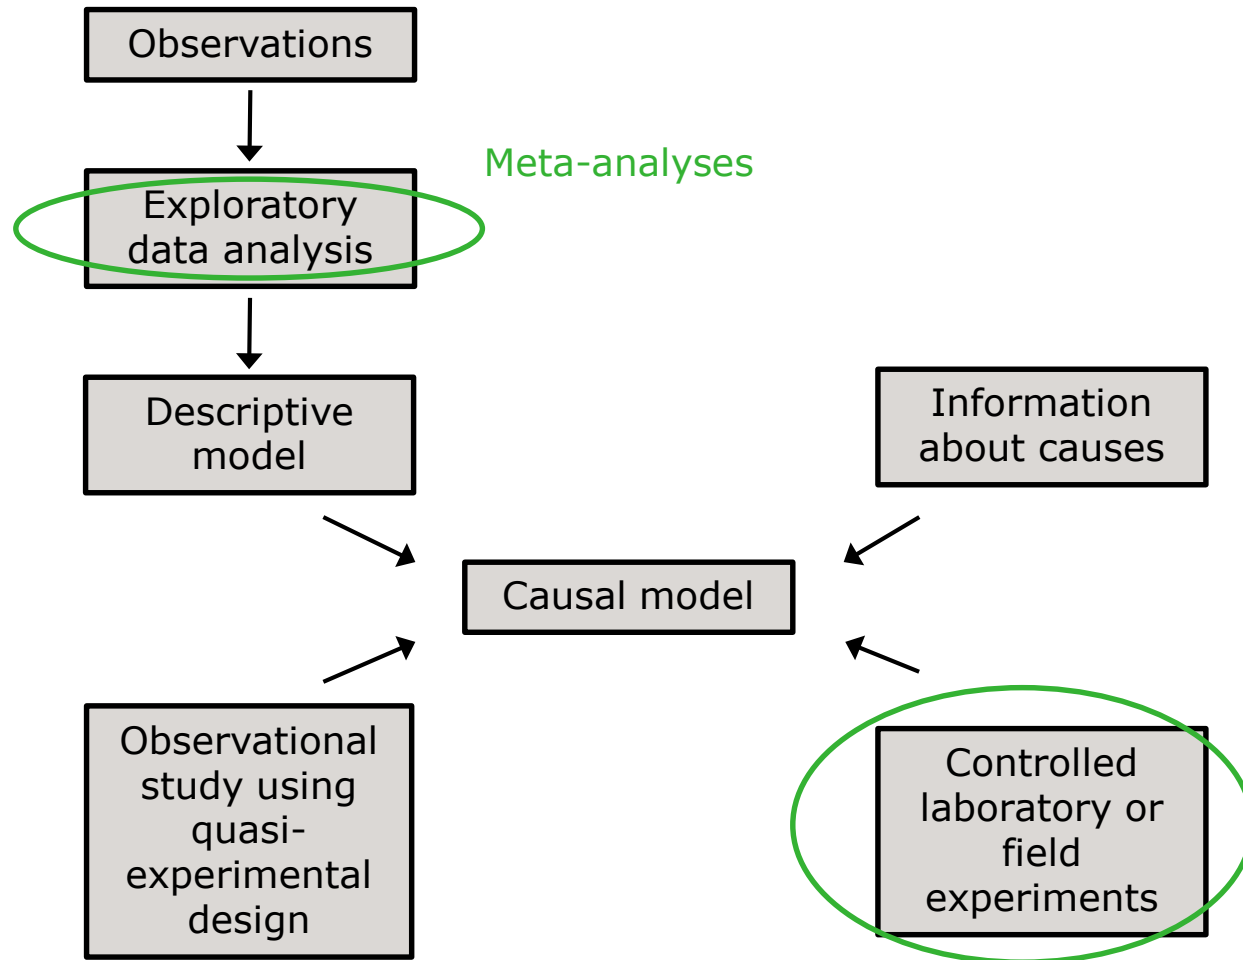 Observations
Meta-analyses
Exploratory
data analysis
Descriptive
model
Information
about causes
Causal model
Observational
study using
quasi-
experimental
design
Controlled
laboratory or
field
experiments